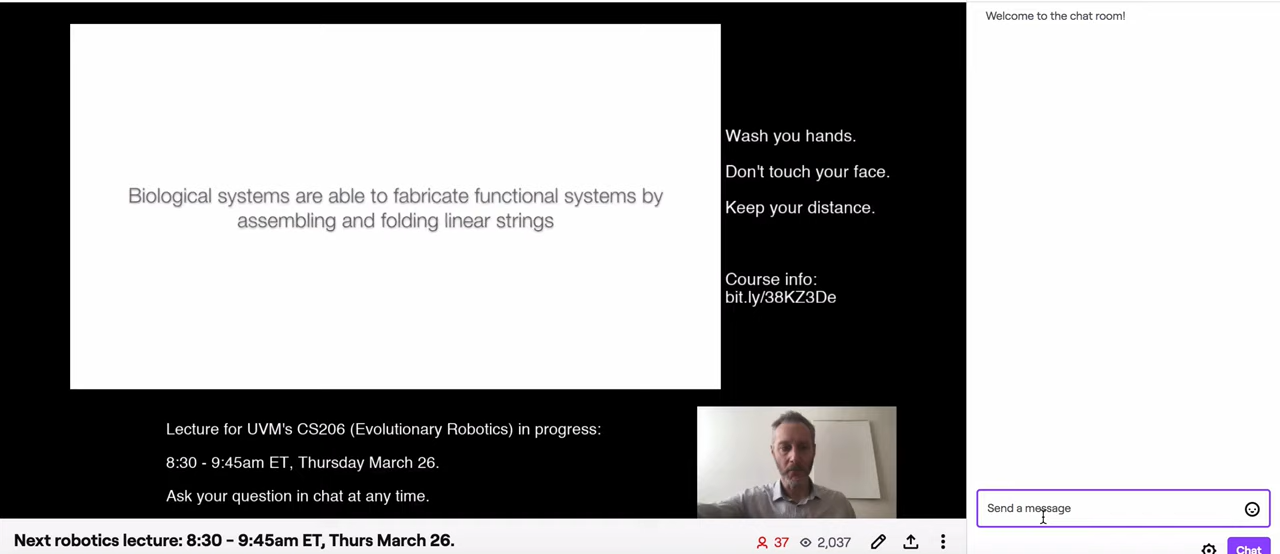 Welcome to the chat room!
Biological systems are able to fabricate functional systems by
assembling and folding linear strings
Wash you hands.
Don't touch your face.
Keep your distance.
Course info:
bit.ly/38KZ3De
Lecture for UVM's CS206 (Evolutionary Robotics) in progress:
8:30 - 9:45am ET, Thursday March 26.
Ask your question in chat at any time.
Send a message
Next robotics lecture: 8:30 - 9:45am ET, Thurs March 26.
37
2,037
Chat